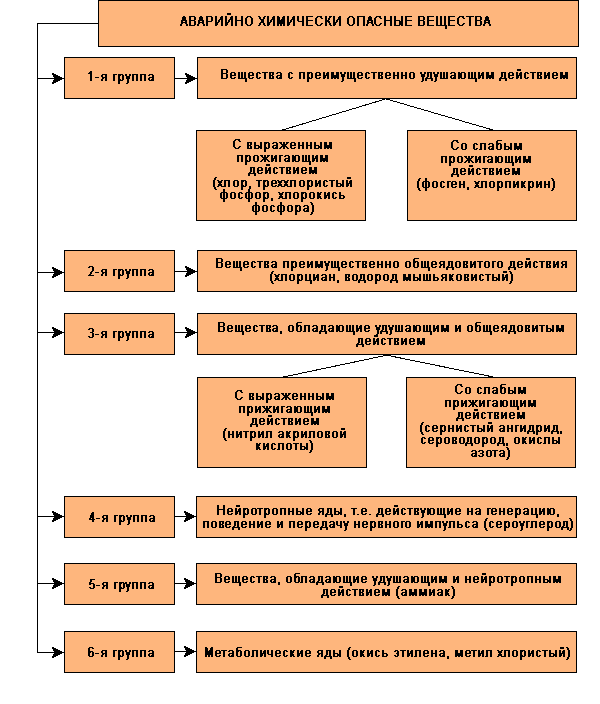 АВАРИЙНО ХИМИЧЕСКИ ОПАСНЫЕ ВЕЩЕСТВА
1-я группа
Вещества с преимущественно удушающим действием
С выраженным
прожигающим
действием
(хлор, треххлористый
фосфор, хлорокись
фосфора)
Со слабым
прожигающим
действием
(фосген, хлорпикрин)
2-я группа
Вещества преимущественно общеядовитого действия
(хлорциан, водород мышьяковистый)
3-я группа
Вещества, обладающие удушающим и общеядовитым
действием
С выраженным
прижигающим
действием
(нитрил акриловой
кислоты)
Со слабым
прижигающим
действием
(сернистый ангидрид,
сероводород, окислы
азота)
4-я группа
Нейротропные яды, т.е. действующие на генерацию,
поведение и передачу нервного импульса (сероуглерод)
5-я группа
Вещества, обладающие удушающим и нейротропным
действием (аммиак)
6-я группа
Метаболические яды (окись этилена, метил хлористый)